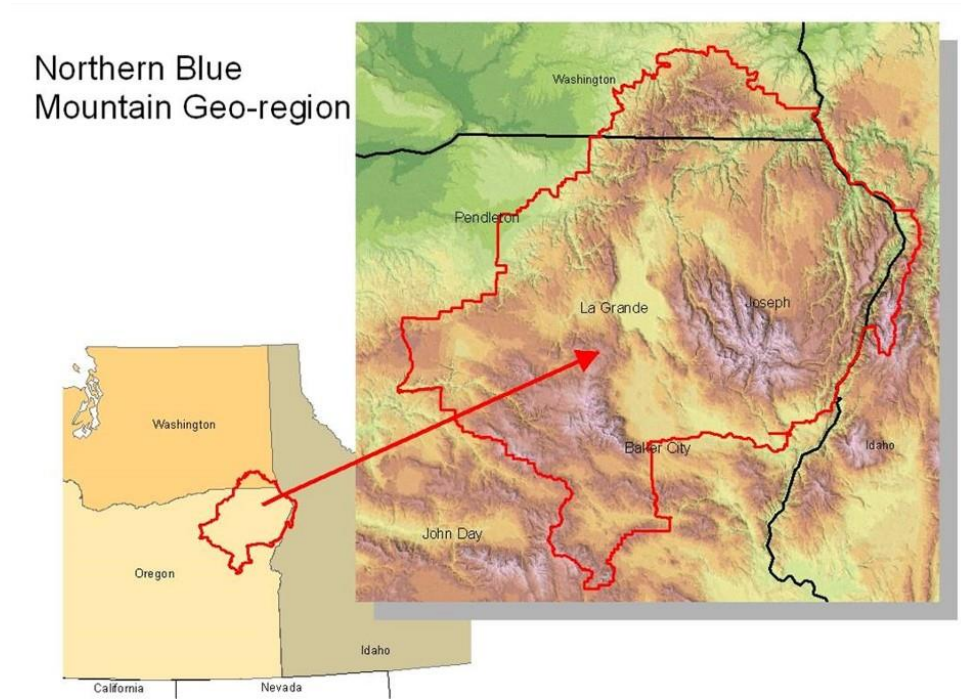 Northern Blue
Mountain Geo-region
Washington
Pendleton
La Grande
Joseph
Baker City
Idaho
John Day
Washington
Oregon
Idaho
California
Nevada